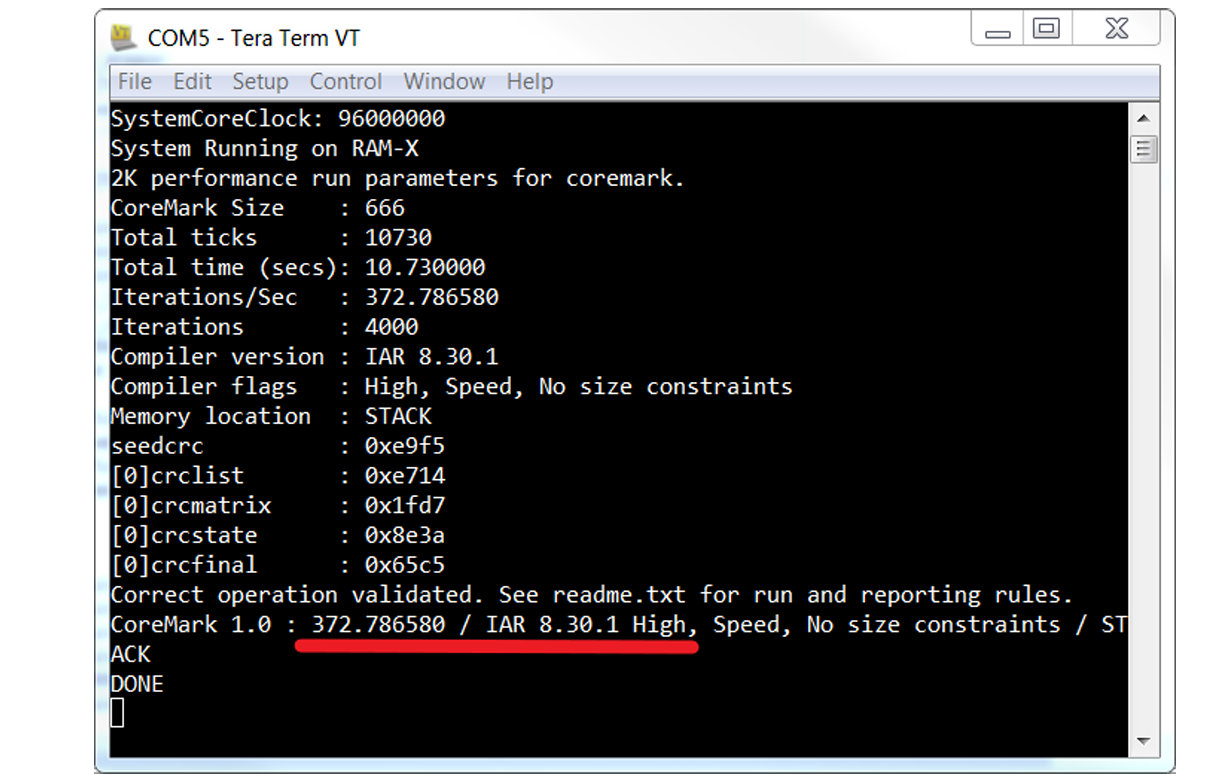 COM5 - Tera Term VT
File Edit Setup Control Window Help
SystemCoreClock: 96000000
System Running on RAM-X
2K performance run parameters for coremark.
CoreMark Size    : 666
Total ticks      : 10730
Total time (secs): 10.730000
Iterations/Sec   : 372.786580
Iterations       : 4000
Compiler version : IAR 8.30.1
Compiler flags   : High, Speed, No size constraints
Memory location  : STACK
seedcrc          : 0xe9f5
[0]crclist       : 0xe714
[0]crcmatrix     : 0x1fd7
[0]crcstate      : 0x8e3a
[0]crcfinal      : 0x65c5
Correct operation validated. See readme.txt for run and reporting rules.
CoreMark 1.0 : 372.786580 / IAR 8.30.1 High, Speed, No size constraints / ST
ACK
DONE